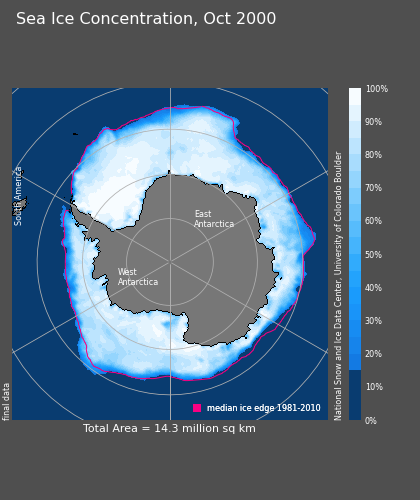 Sea Ice Concentration, Oct 2000
South America
East
Antarctica
West
Antarctica
median ice edge 1981-2010
final data
Total Area = 14.3 million sq km
National Snow and Ice Data Center, University of Colorado Boulder
100%
90%
80%
70%
60%
50%
40%
30%
20%
10%
0%